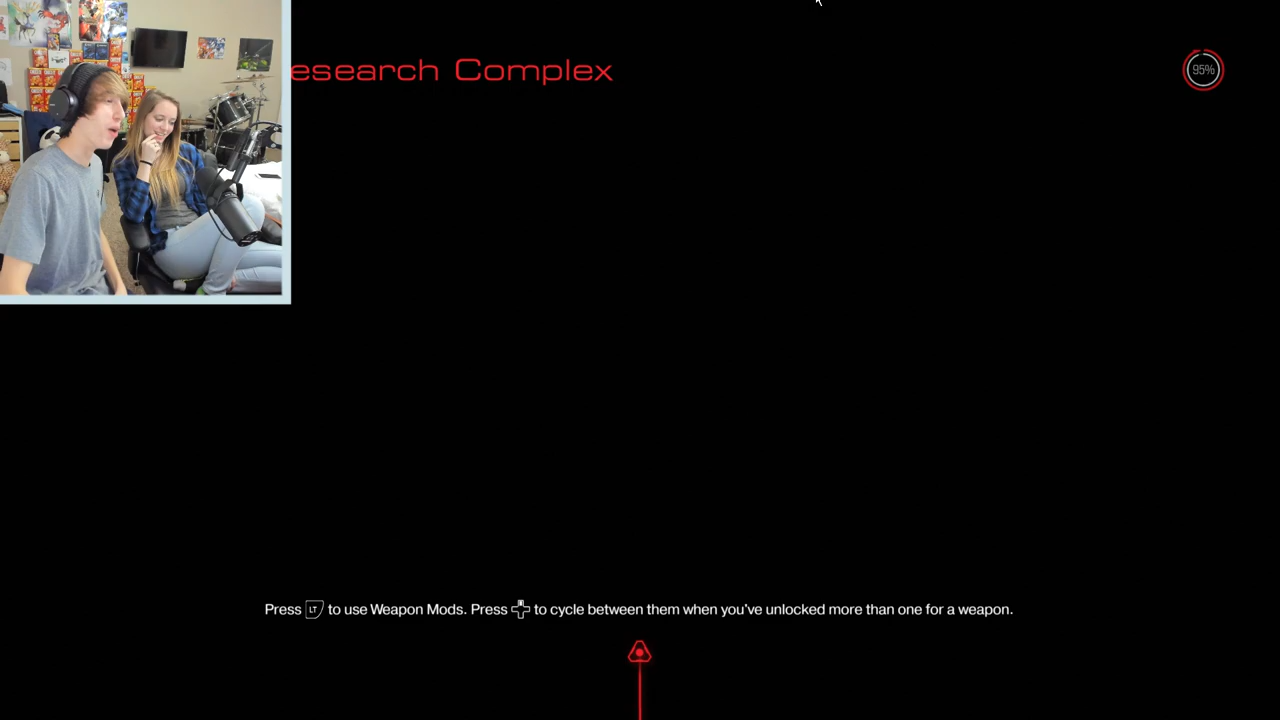 esearch Complex
95%
Press LT to use Weapon Mods. Press to cycle between them when you've unlocked more than one for a weapon.